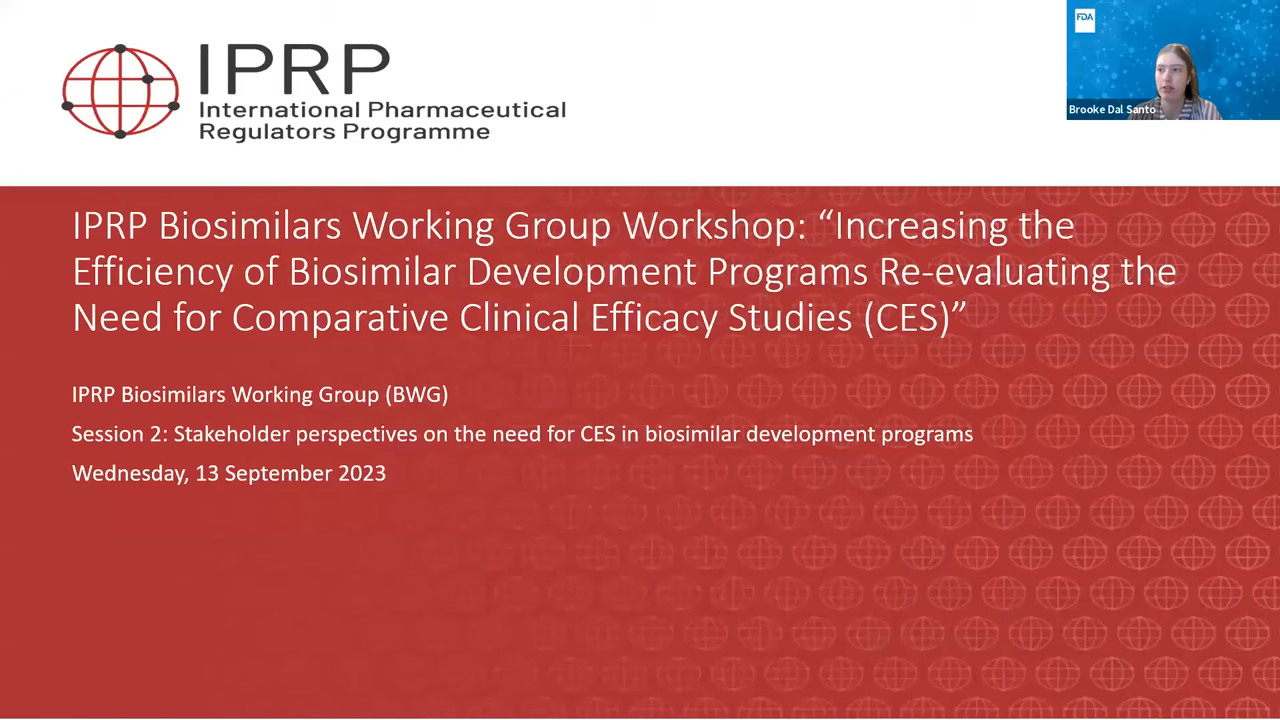 IPRP
International Pharmaceutical
Regulators Programme
FDA
Brooke Dal Santo
IPRP Biosimilars Working Group Workshop: “Increasing the
Efficiency of Biosimilar Development Programs Re-evaluating the
Need for Comparative Clinical Efficacy Studies (CES)”
IPRP Biosimilars Working Group (BWG)
Session 2: Stakeholder perspectives on the need for CES in biosimilar development programs
Wednesday, 13 September 2023